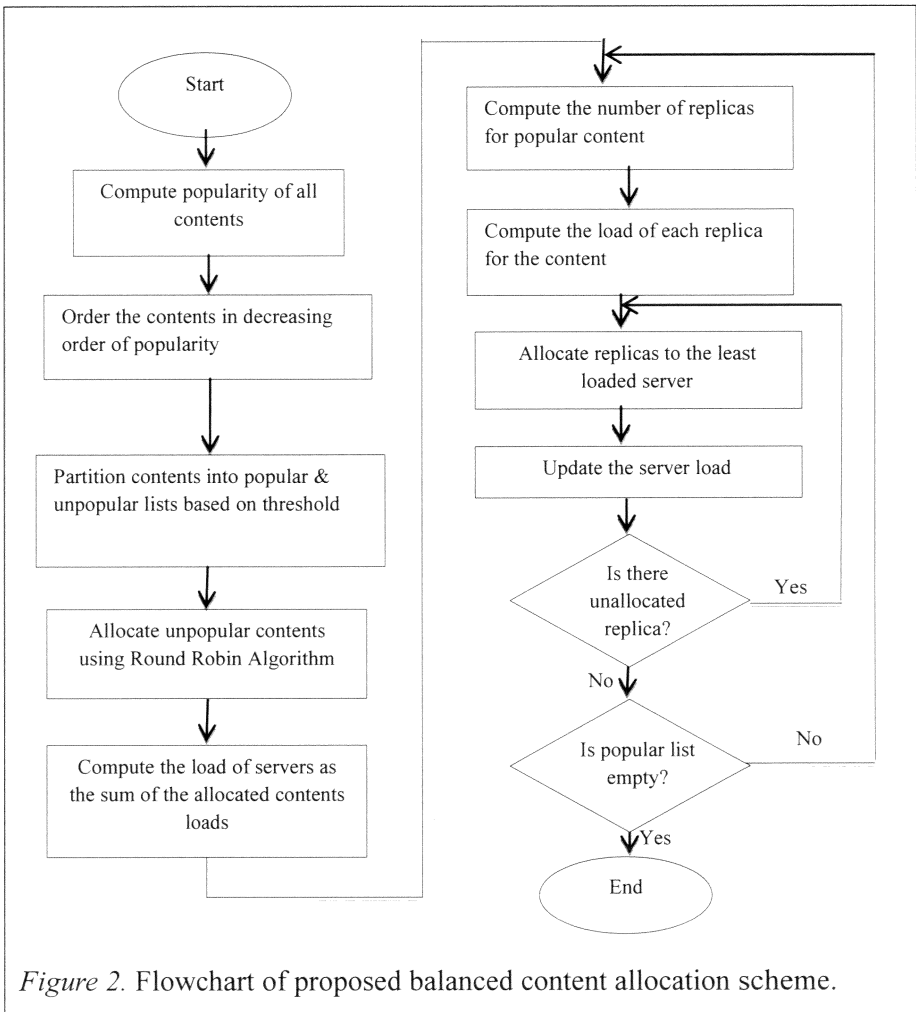 Start
Compute popularity of all
contents
Order the contents in decreasing
order of popularity
Partition contents into popular &
unpopular lists based on threshold
Allocate unpopular contents
using Round Robin Algorithm
Compute the load of servers as
the sum of the allocated contents
loads
Compute the number of replicas
for popular content
Compute the load of each replica
for the content
Allocate replicas to the least
loaded server
Update the server load
Is there
unallocated
replica?
Yes
No
Is popular list
empty?
No
Yes
End
Figure 2. Flowchart of proposed balanced content allocation scheme.